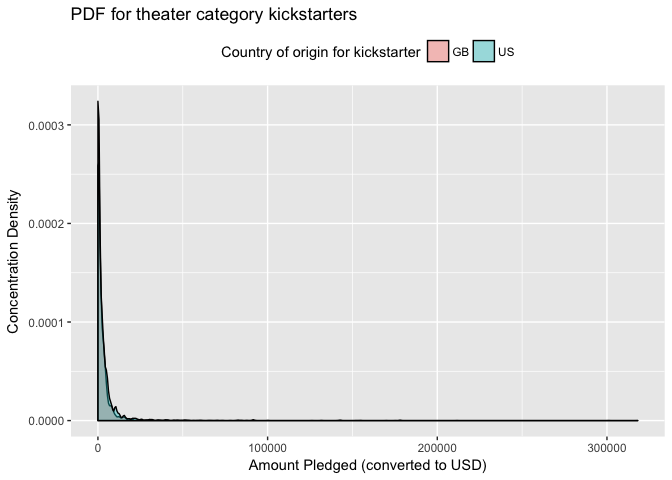 PDF for theater category kickstarters
Country of origin for kickstarter GB US
0.0003
0.0002
0.0001
0.0000
Concentration Density
0 100000 200000 300000
Amount Pledged (converted to USD)